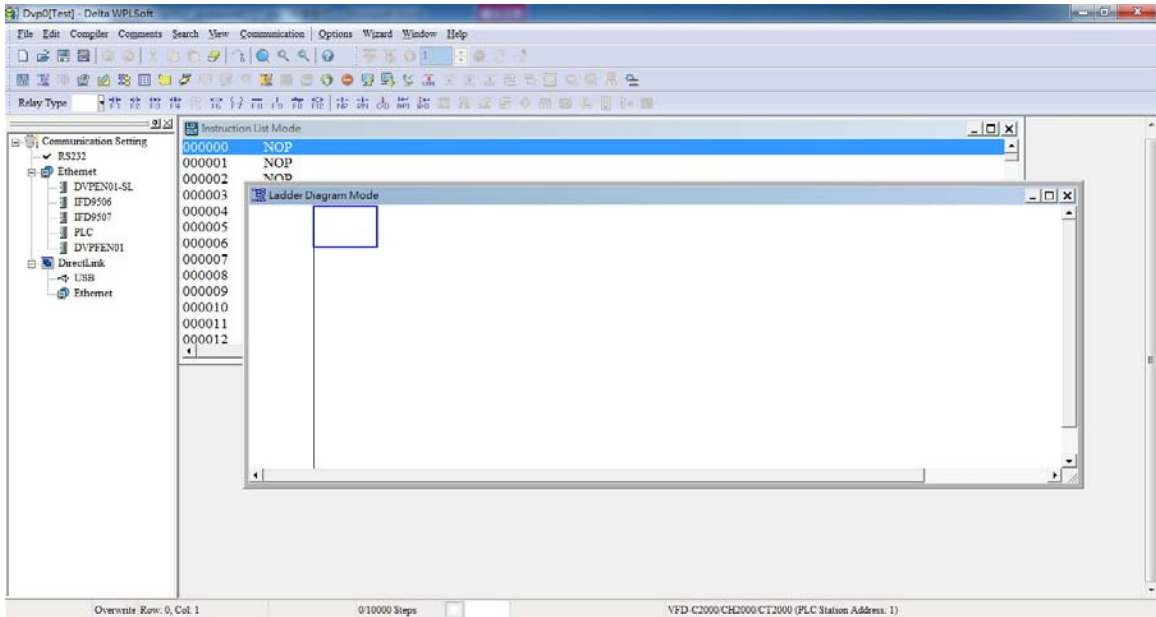 Dvp0[Test] - Delta WPLSoft
File Edit Compiler Comments Search View Communication Options Wizard Window Help
1
Relay Type
Communication Setting
RS232
Ethernet
DVPEN01-SL
IFD9506
IFD9507
PLC
DVPFEN01
DirectLink
USB
Ethernet
Instruction List Mode
000000 NOP
000001 NOP
000002 NOP
000003
000004
000005
000006
000007
000008
000009
000010
000011
000012
Ladder Diagram Mode
Overwrite Row: 0, Col: 1 0/10000 Steps VFD-C2000/CH2000/CT2000 (PLC Station Address: 1)